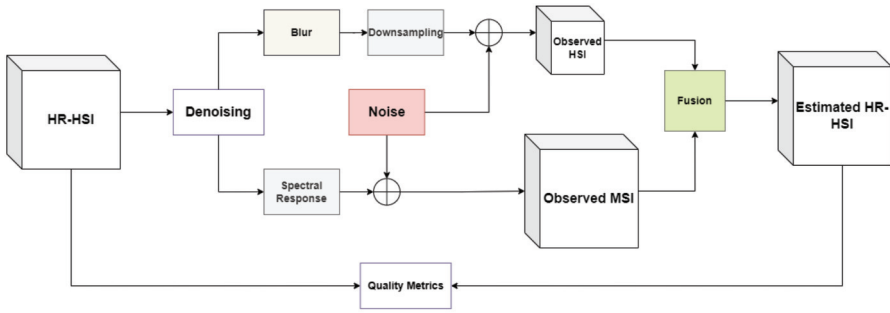 Blur
Downsampling
Observed
HSI
HR-HSI
Denoising
Noise
Fusion
Estimated HR-
HSI
Spectral
Response
Observed MSI
Quality Metrics